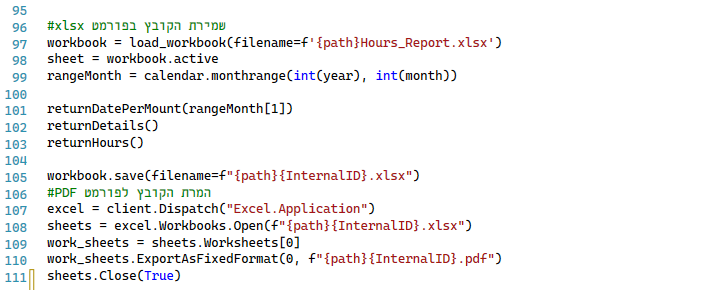 95
96 #xlsx שמירת הקובץ בפורמט
97 workbook = load_workbook(filename=f'{path}Hours_Report.xlsx')
98 sheet = workbook.active
99 rangeMonth = calendar.monthrange(int(year), int(month))
100
101 returnDatePerMount(rangeMonth[1])
102 returnDetails()
103 returnHours()
104
105 workbook.save(filename=f"{path}{InternalID}.xlsx")
106 #PDF המרת הקובץ לפורמט
107 excel = client.Dispatch("Excel.Application")
108 sheets = excel.Workbooks.Open(f"{path}{InternalID}.xlsx")
109 work_sheets = sheets.Worksheets[0]
110 work_sheets.ExportAsFixedFormat(0, f"{path}{InternalID}.pdf")
111 sheets.Close(True)